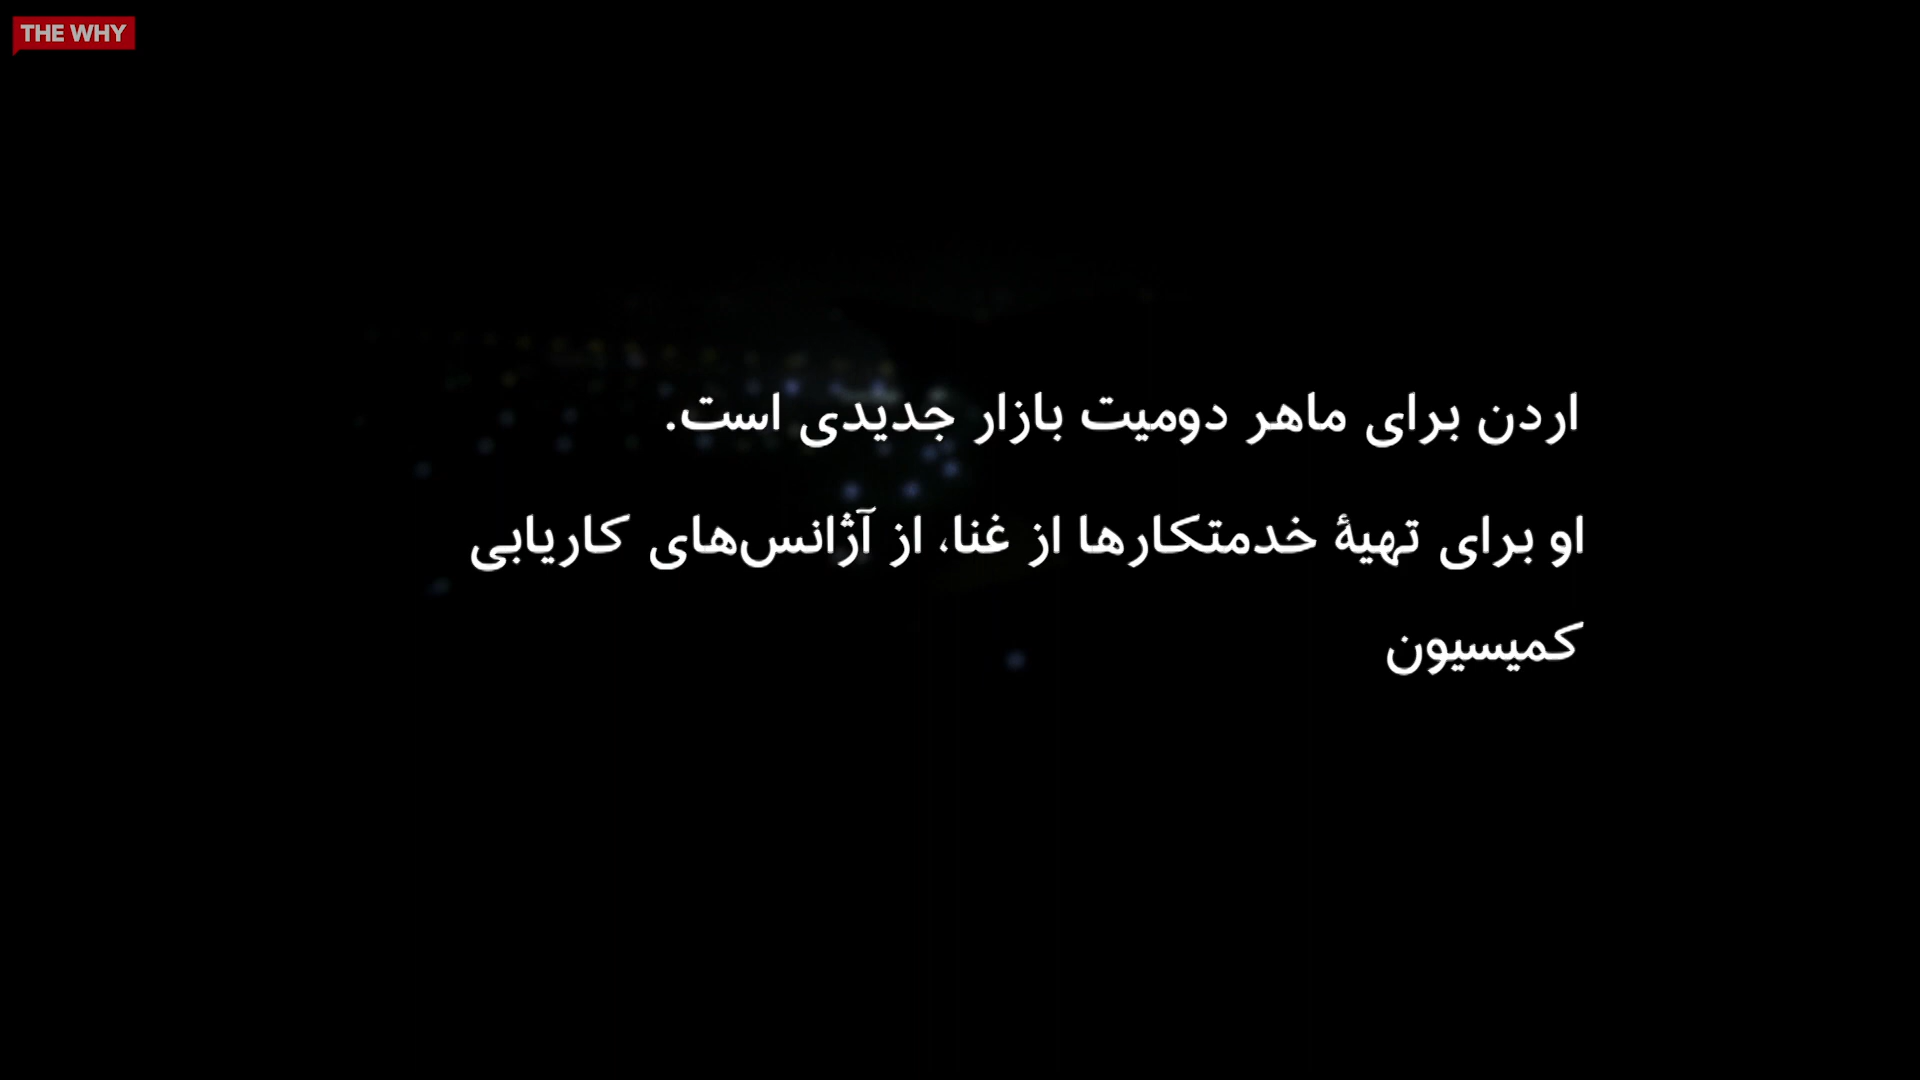 THE WHY
اردن برای ماهر دومیت بازار جدیدی است.
او برای تهیهٔ خدمتکارها از غنا، از آژانس‌های کاریابی
کمیسیون